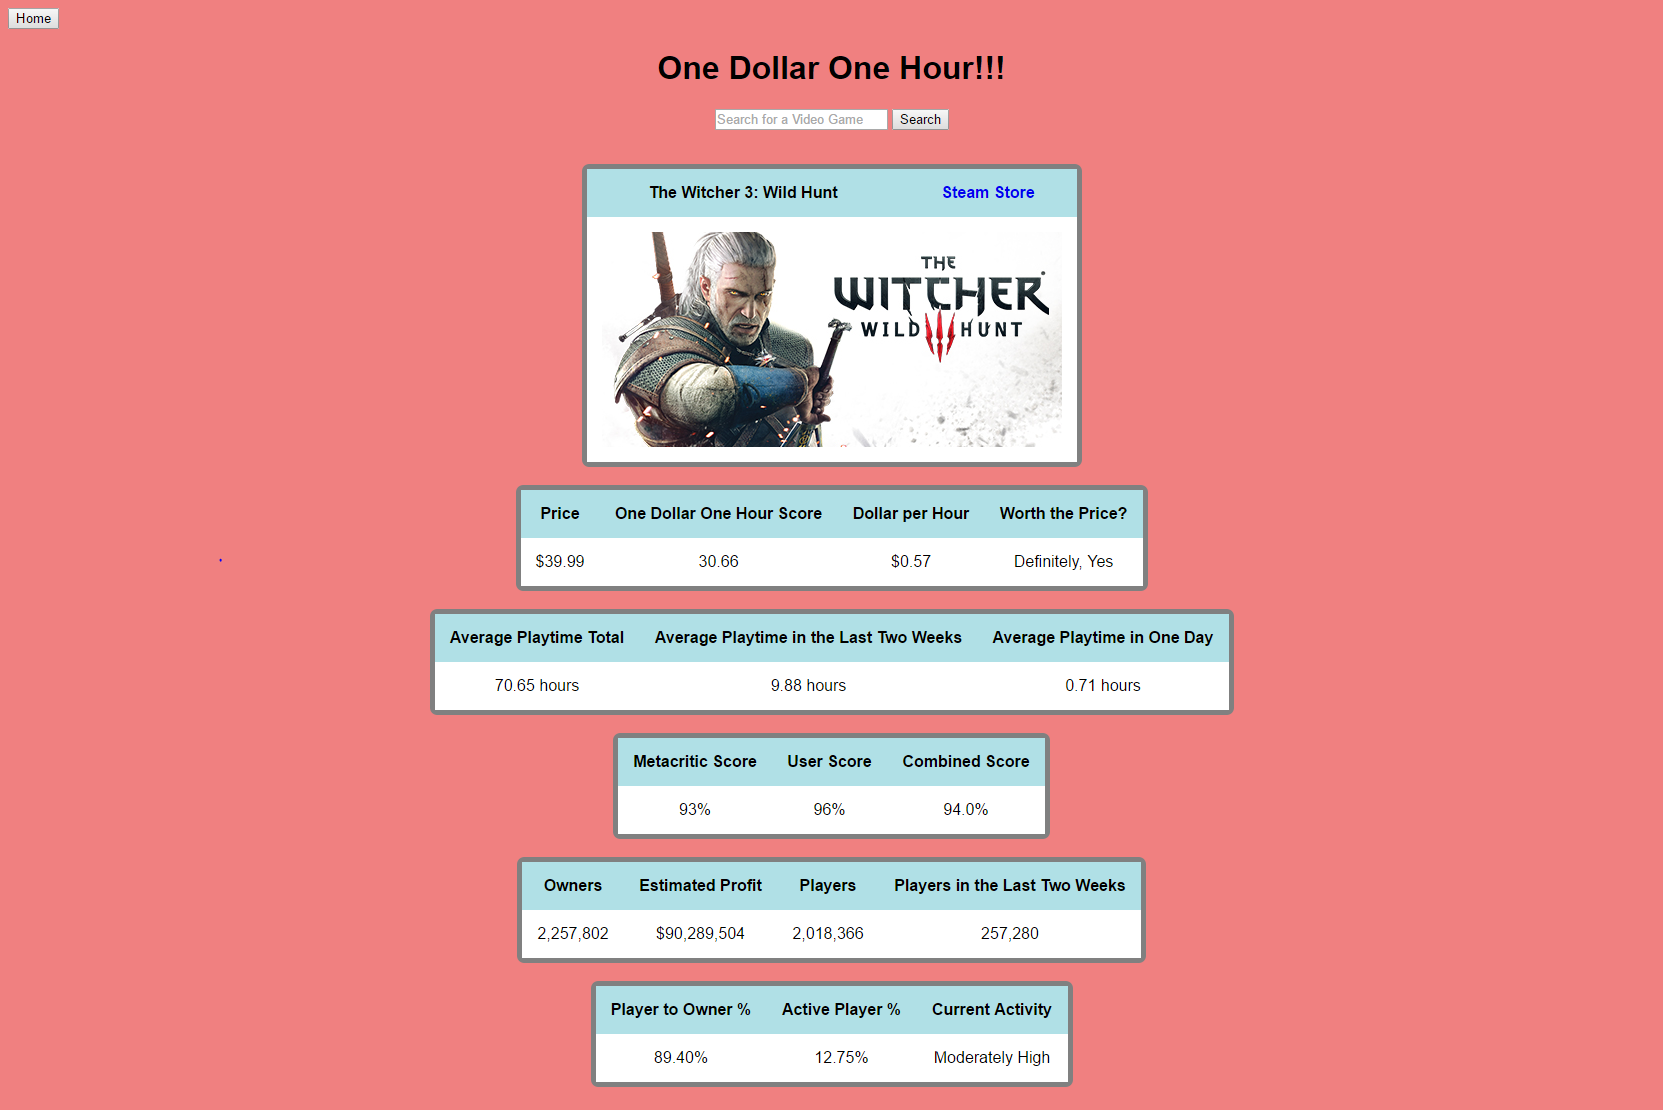 Home
One Dollar One Hour!!!
Search for a Video Game Search
The Witcher 3: Wild Hunt Steam Store
THE
WITCHER
WILD HUNT
Price One Dollar One Hour Score Dollar per Hour Worth the Price?
$39.99 30.66 $0.57 Definitely, Yes
Average Playtime Total Average Playtime in the Last Two Weeks Average Playtime in One Day
70.65 hours 9.88 hours 0.71 hours
Metacritic Score User Score Combined Score
93% 96% 94.0%
Owners Estimated Profit Players Players in the Last Two Weeks
2,257,802 $90,289,504 2,018,366 257,280
Player to Owner % Active Player % Current Activity
89.40% 12.75% Moderately High